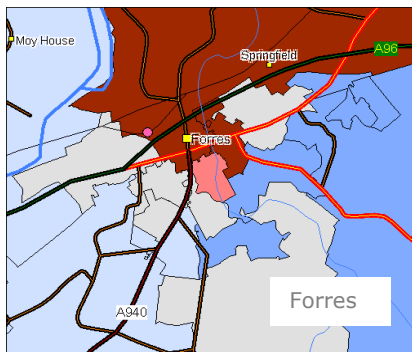 Moy House
Springfield
A96
Forres
A940
Forres